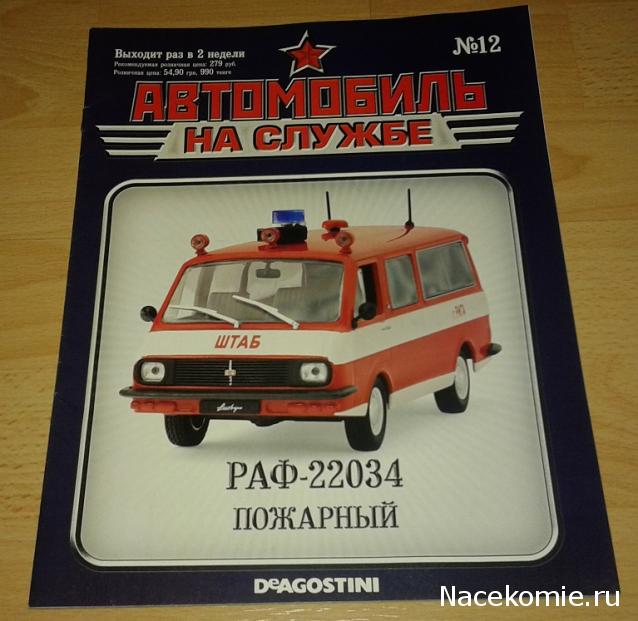 Выходит раз в 2 недели
Рекомендуемая розничная цена: 279 руб.
Розничная цена: 54,90 грн, 990 тенге
№12
АВТОМОБИЛЬ
НА СЛУЖБЕ
ШТАБ
РАФ-22034
ПОЖАРНЫЙ
DEAGOSTINI
Nacekomie.ru